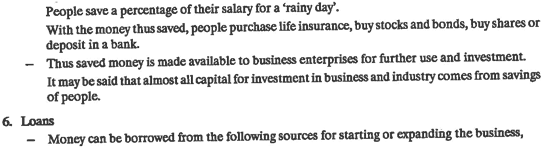 People save a percentage of their salary for a ‘rainy day’.
With the money thus saved, people purchase life insurance, buy stocks and bonds, buy shares or
deposit in a bank.
– Thus saved money is made available to business enterprises for further use and investment.
It may be said that almost all capital for investment in business and industry comes from savings
of people.
6. Loans
– Money can be borrowed from the following sources for starting or expanding the business,